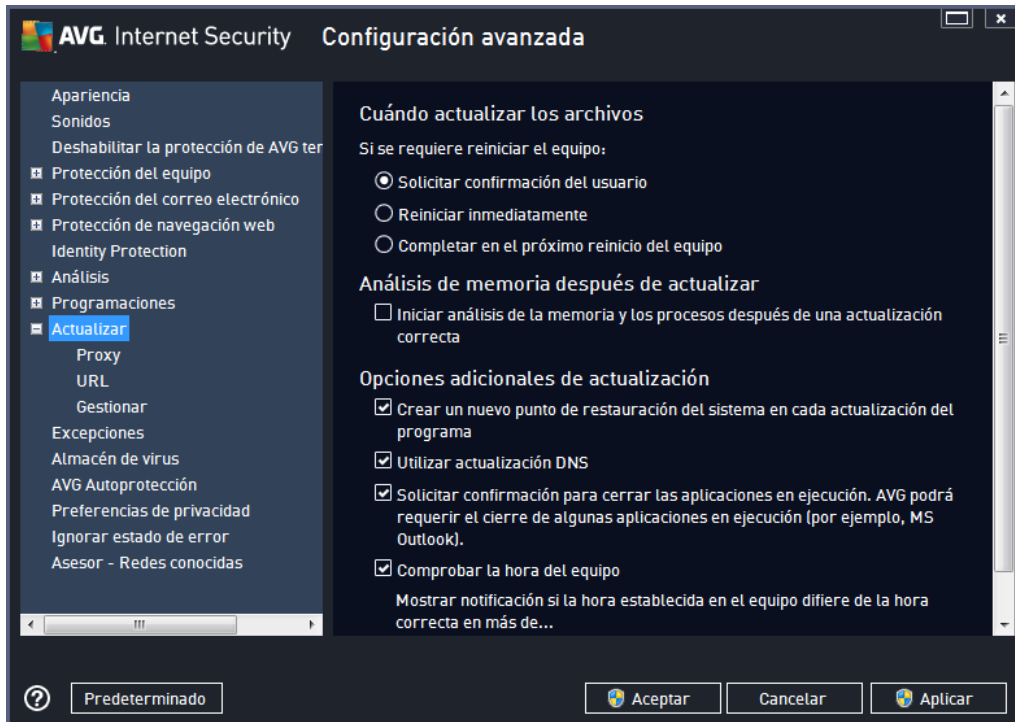 AVG. Internet Security Configuración avanzada
Apariencia
Sonidos
Deshabilitar la protección de AVG ter
Protección del equipo
Protección del correo electrónico
Protección de navegación web
Identity Protection
Análisis
Programaciones
Actualizar
Proxy
URL
Gestionar
Excepciones
Almacén de virus
AVG Autoprotección
Preferencias de privacidad
Ignorar estado de error
Asesor - Redes conocidas
Cuándo actualizar los archivos
Si se requiere reiniciar el equipo:
Solicitar confirmación del usuario
Reiniciar inmediatamente
Completar en el próximo reinicio del equipo
Análisis de memoria después de actualizar
Iniciar análisis de la memoria y los procesos después de una actualización
correcta
Opciones adicionales de actualización
Crear un nuevo punto de restauración del sistema en cada actualización del
programa
Utilizar actualización DNS
Solicitar confirmación para cerrar las aplicaciones en ejecución. AVG podrá
requerir el cierre de algunas aplicaciones en ejecución (por ejemplo, MS
Outlook).
Comprobar la hora del equipo
Mostrar notificación si la hora establecida en el equipo difiere de la hora
correcta en más de...
? Predeterminado Aceptar Cancelar Aplicar